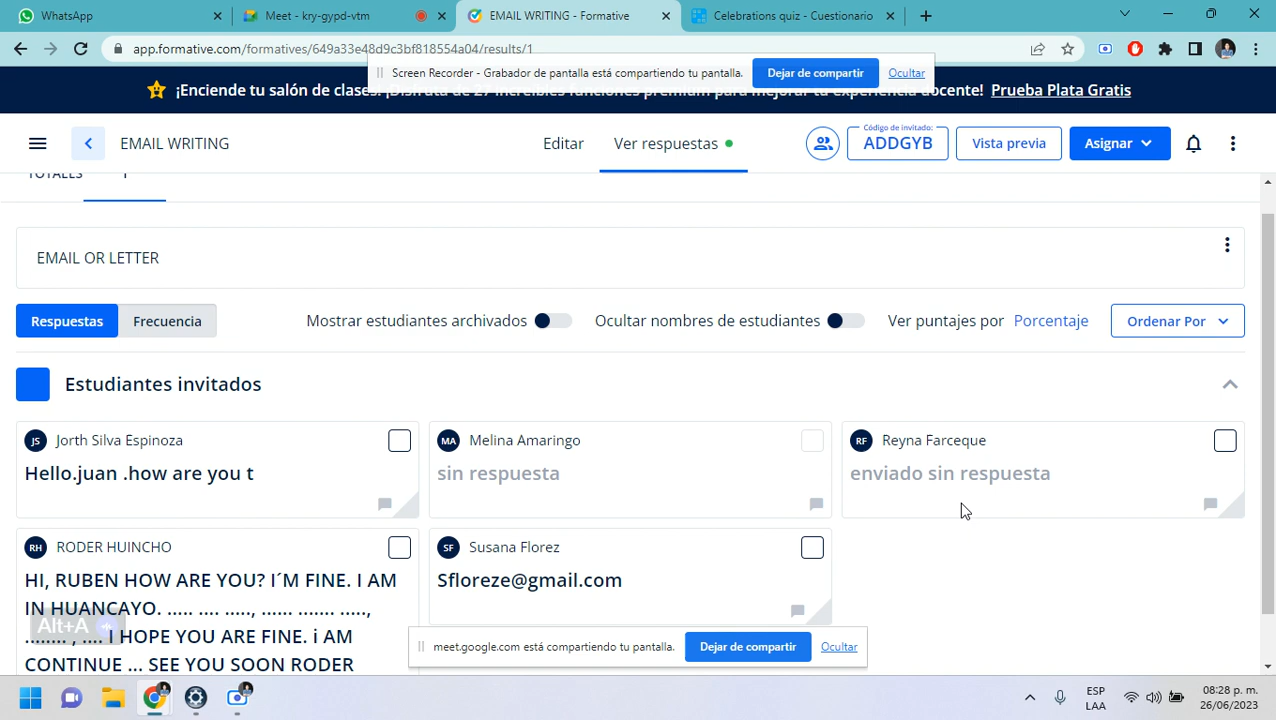 WhatsApp
Meet - kry-gypd-vtm
EMAIL WRITING - Formative
Celebrations quiz - Cuestionario
app.formative.com/formatives/649a33e48d9c3bf818554a04/results/1
Screen Recorder - Grabador de pantalla está compartiendo tu pantalla.
Dejar de compartir
Ocultar
¡Enciende tu salón de clases! ¡Disfruta de 27 increíbles funciones premium para mejorar tu experiencia docente! Prueba Plata Gratis
EMAIL WRITING
Editar
Ver respuestas
Código de invitado:
ADDGYB
Vista previa
Asignar
TOTALES
1
EMAIL OR LETTER
Respuestas
Frecuencia
Mostrar estudiantes archivados
Ocultar nombres de estudiantes
Ver puntajes por Porcentaje
Ordenar Por
Estudiantes invitados
JS Jorth Silva Espinoza
Hello.juan .how are you t
MA Melina Amaringo
sin respuesta
RF Reyna Farceque
enviado sin respuesta
RH RODER HUINCHO
HI, RUBEN HOW ARE YOU? I´M FINE. I AM
IN HUANCAYO. ..... .... ....., ...... ....... .....,
........ , .... I HOPE YOU ARE FINE. i AM
CONTINUE ... SEE YOU SOON RODER
SF Susana Florez
Sfloreze@gmail.com
Alt+A
meet.google.com está compartiendo tu pantalla.
Dejar de compartir
Ocultar
ESP
LAA
08:28 p. m.
26/06/2023